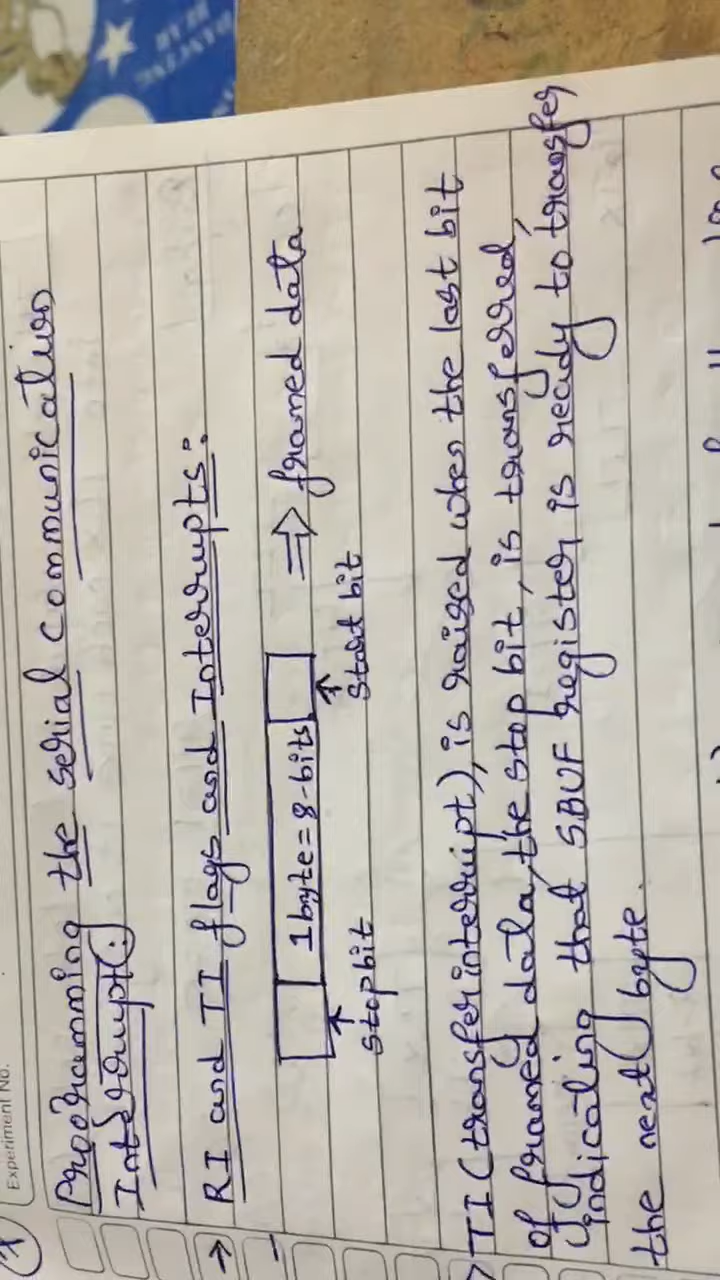 Experiment No.
Programming the serial communication
Interrupt:
→ RI and TI flags and Interrupts:
1 byte = 8-bits ⇒ framed data
stop bit
start bit
> TI (transfer interrupt), is raised when the last bit
of framed data, the stop bit, is transferred,
indicating that SBUF register is ready to transfer
the next byte.